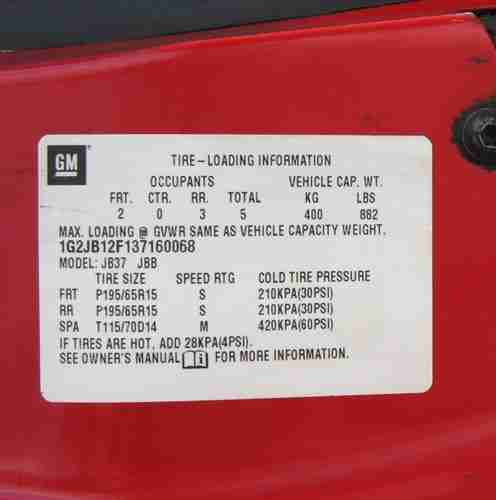 GM
TIRE-LOADING INFORMATION
OCCUPANTS VEHICLE CAP. WT.
FRT. CTR. RR. TOTAL KG LBS
2 0 3 5 400 882
MAX. LOADING @ GVWR SAME AS VEHICLE CAPACITY WEIGHT.
1G2JB12F137160068
MODEL: JB37 JBB
TIRE SIZE SPEED RTG COLD TIRE PRESSURE
FRT P195/65R15 S 210KPA(30PSI)
RR P195/65R15 S 210KPA(30PSI)
SPA T115/70D14 M 420KPA(60PSI)
IF TIRES ARE HOT, ADD 28KPA(4PSI).
SEE OWNER'S MANUAL FOR MORE INFORMATION.